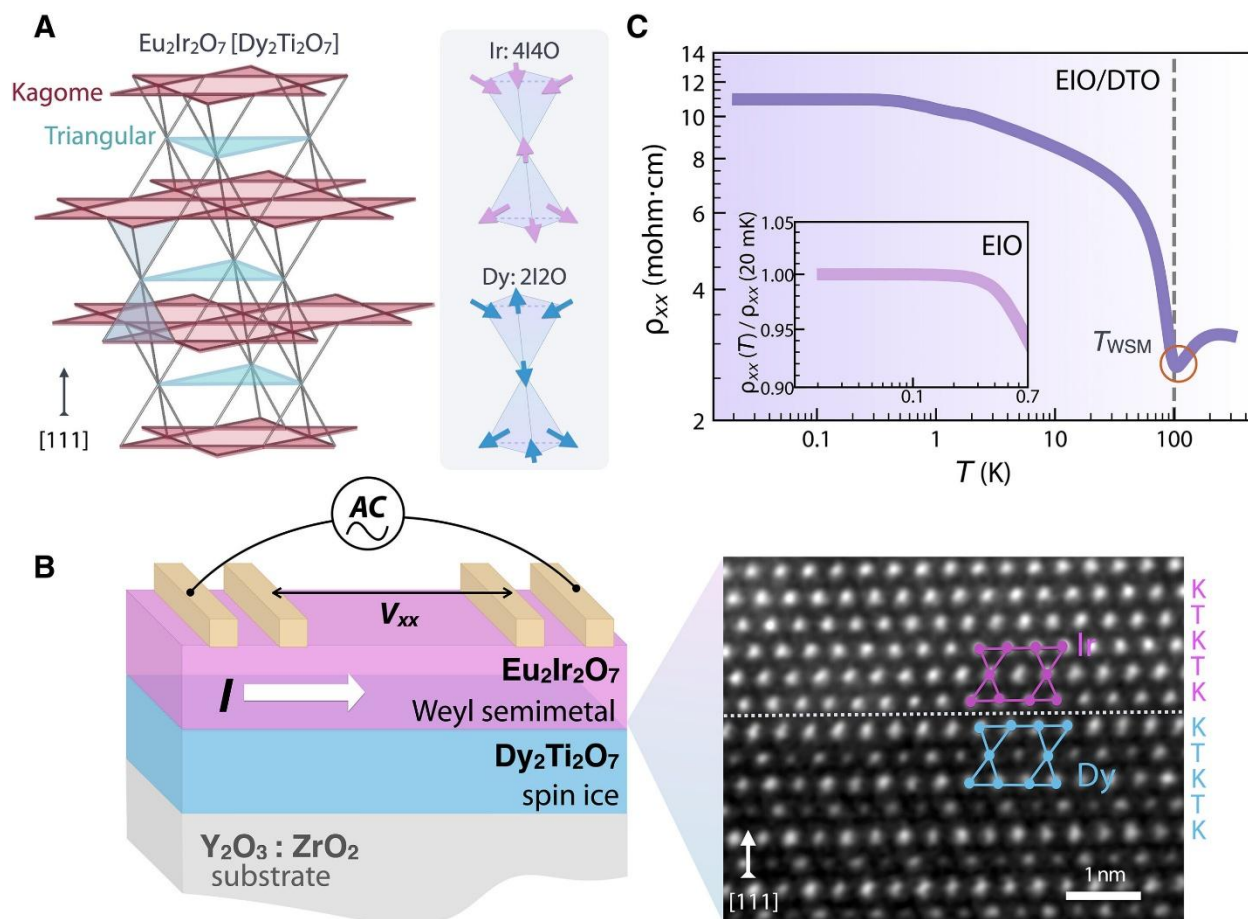 A
Eu₂Ir₂O₇ [Dy₂Ti₂O₇]
Kagome
Triangular
[111]
Ir: 4I4O
Dy: 2I2O
C
14
12
10
8
6
4
2
ρxx (mohm·cm)
EIO/DTO
TWSM
0.1
1
10
100
T (K)
EIO
1.05
1.00
0.95
0.90
ρxx (T) / ρxx (20 mK)
0.1
0.7
B
AC
Vxx
I
Eu₂Ir₂O₇
Weyl semimetal
Dy₂Ti₂O₇
spin ice
Y₂O₃ : ZrO₂
substrate
Ir
Dy
[111]
1 nm
K
T
K
T
K
K
T
K
T
K